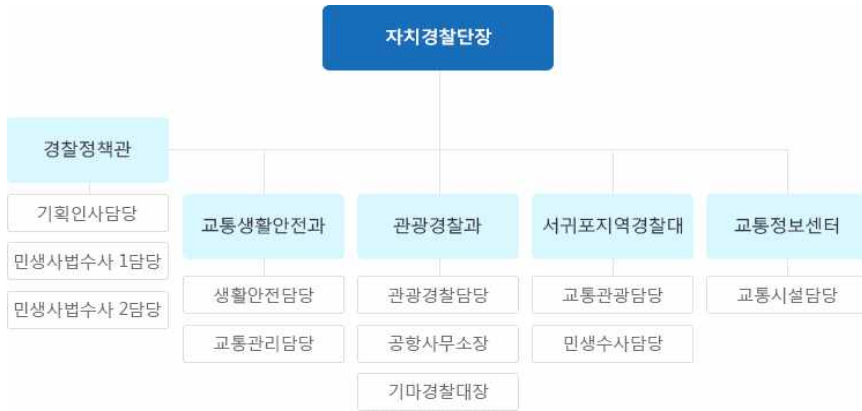 자치경찰단장
경찰정책관
기획인사담당
민생사법수사 1담당
민생사법수사 2담당
교통생활안전과
생활안전담당
교통관리담당
관광경찰과
관광경찰담당
공항사무소장
기마경찰대장
서귀포지역경찰대
교통관광담당
민생수사담당
교통정보센터
교통시설담당